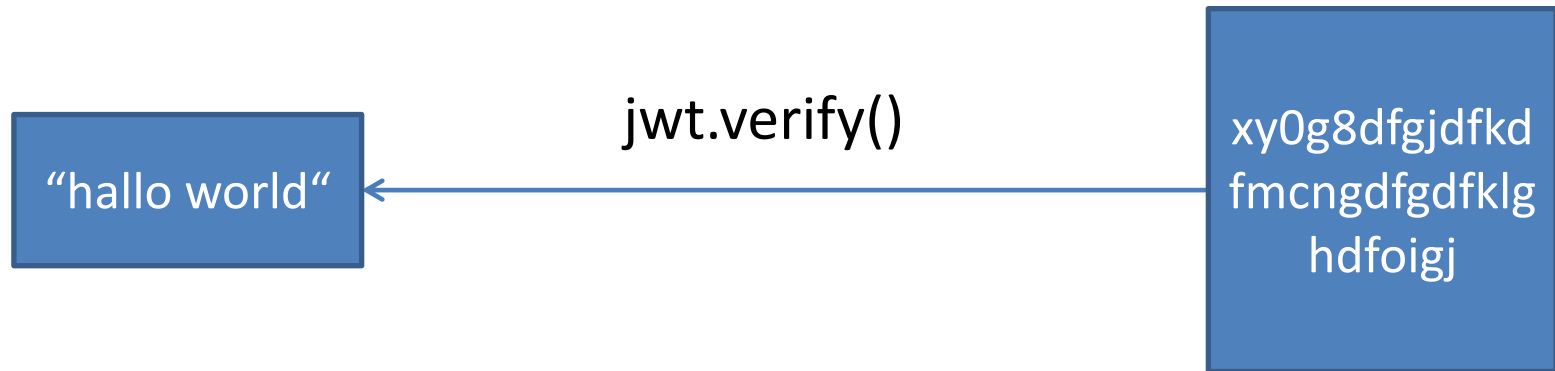 jwt.verify()
“hallo world“
xy0g8dfgjdfkd
fmcngdfgdfklg
hdfoigj